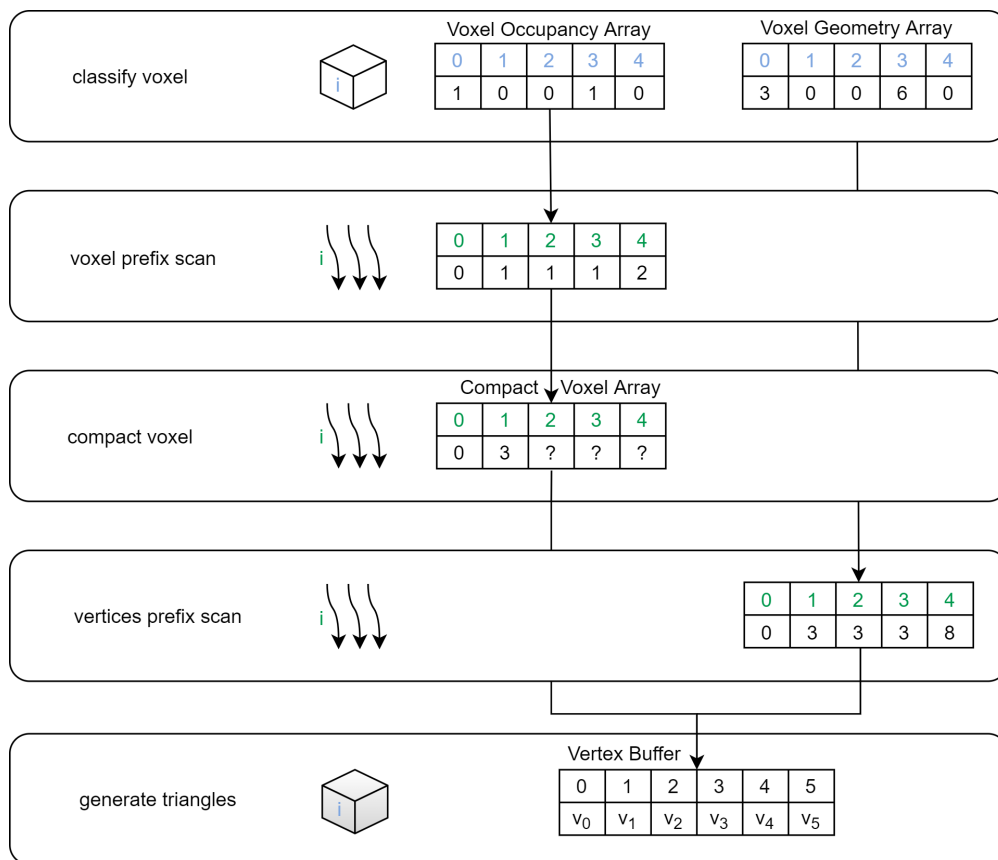 Voxel Occupancy Array
Voxel Geometry Array
classify voxel
i
0 1 2 3 4
1 0 0 1 0
0 1 2 3 4
3 0 0 6 0
voxel prefix scan
i
0 1 2 3 4
0 1 1 1 2
Compact Voxel Array
compact voxel
i
0 1 2 3 4
0 3 ? ? ?
vertices prefix scan
i
0 1 2 3 4
0 3 3 3 8
Vertex Buffer
generate triangles
i
0 1 2 3 4 5
v0 v1 v2 v3 v4 v5